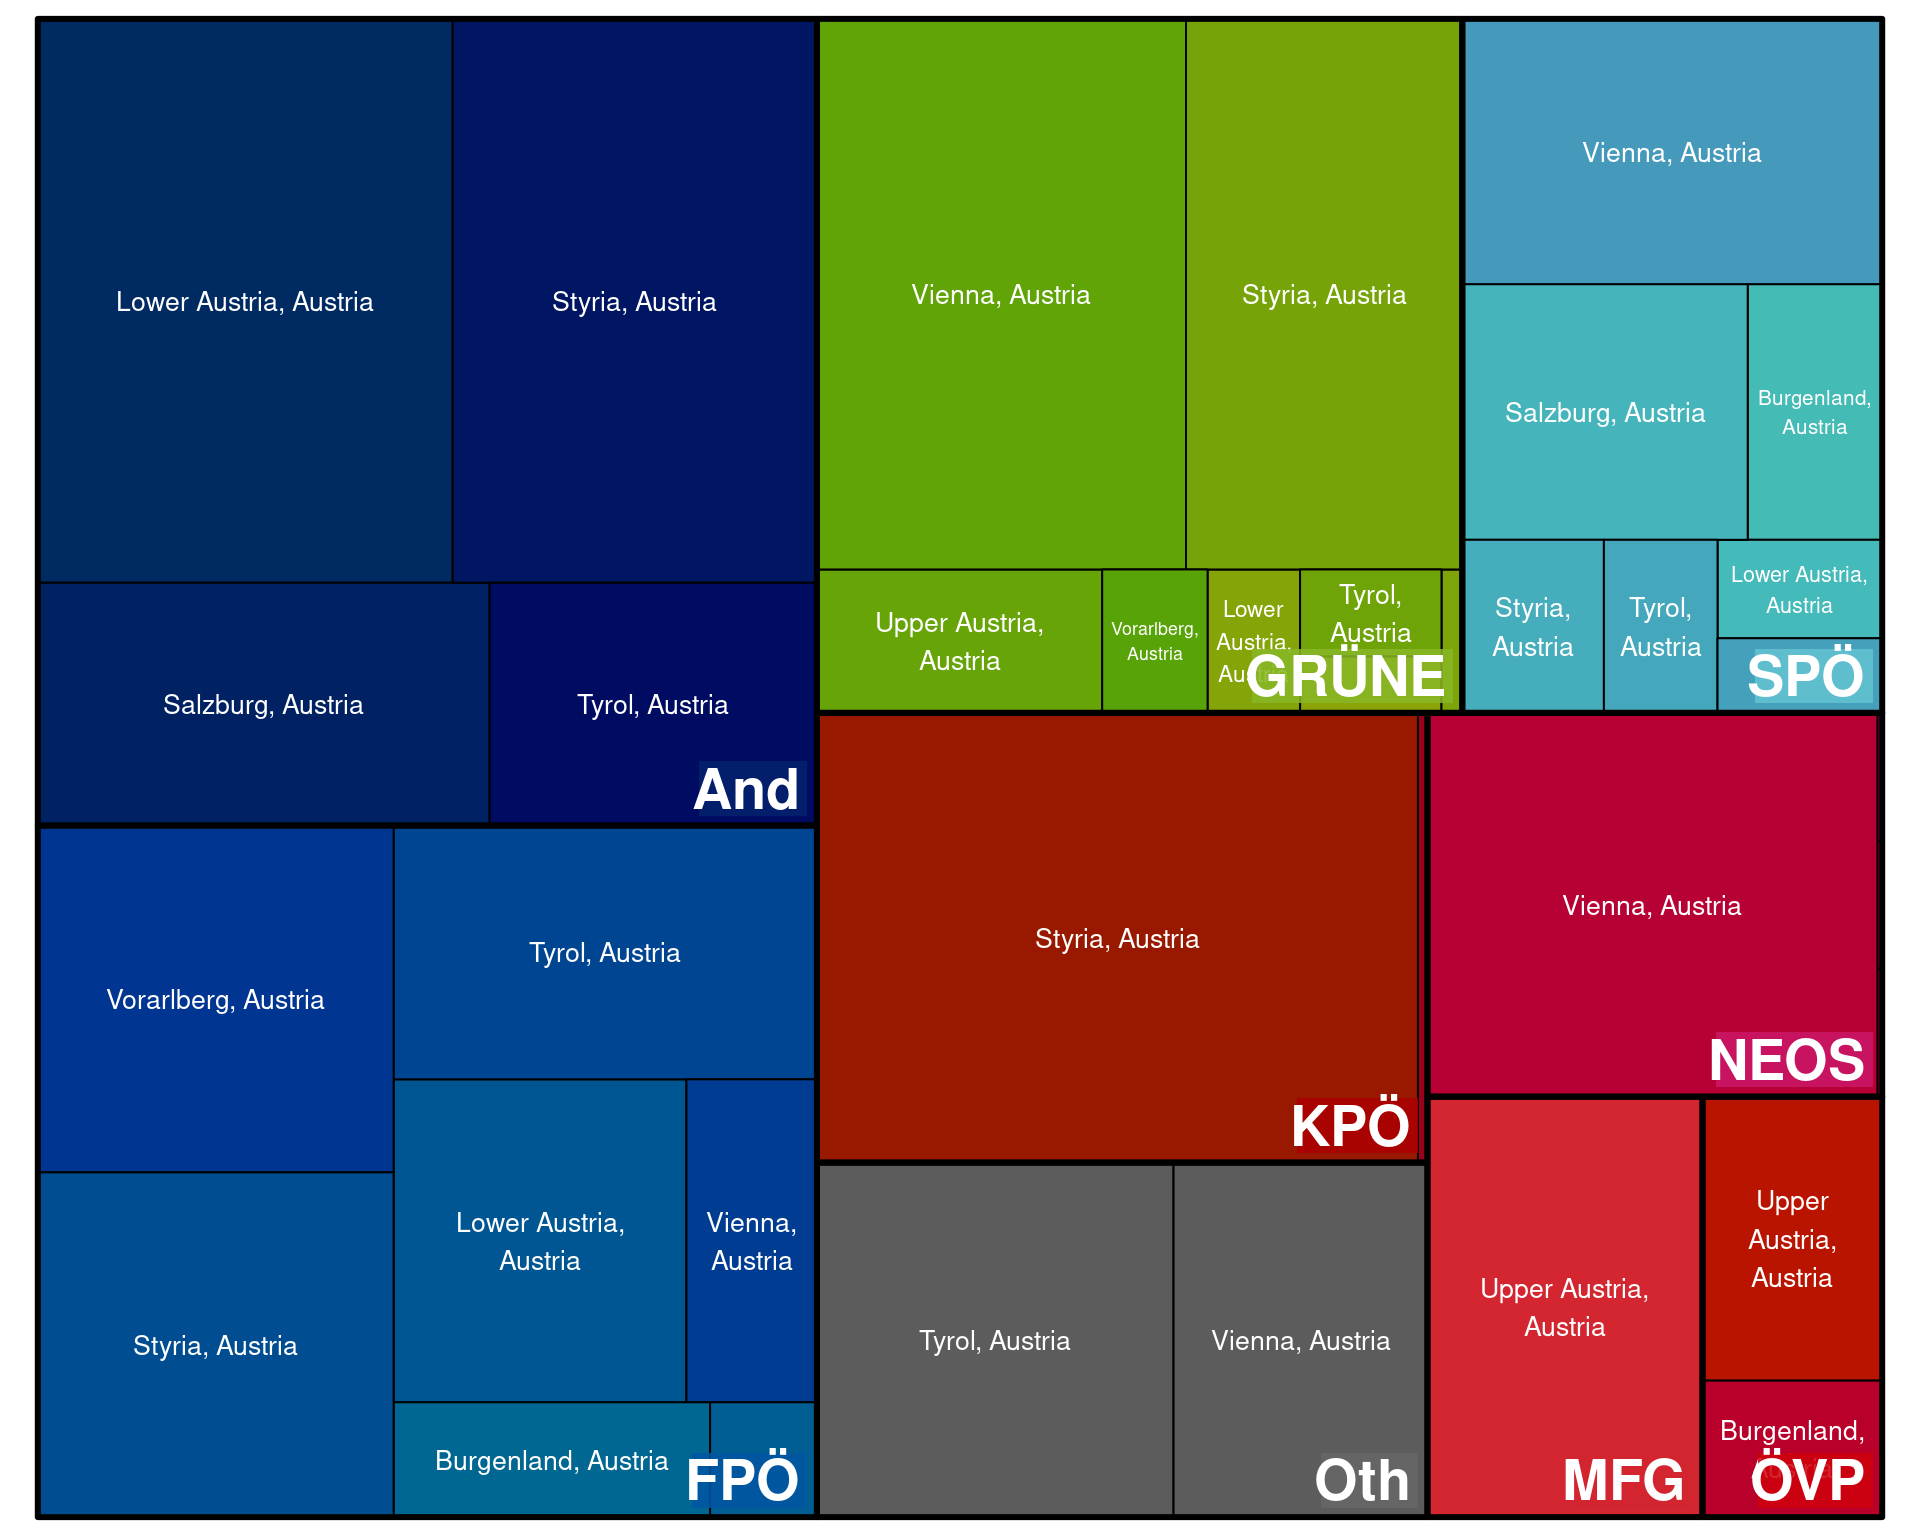 Lower Austria, Austria
Styria, Austria
Salzburg, Austria
Tyrol, Austria
And
Vorarlberg, Austria
Tyrol, Austria
Styria, Austria
Lower Austria,
Austria
Vienna,
Austria
Burgenland, Austria
FPÖ
Vienna, Austria
Styria, Austria
Upper Austria,
Austria
Vorarlberg,
Austria
Lower
Austria,
Tyrol,
Austria
GRÜNE
Vienna, Austria
Salzburg, Austria
Burgenland,
Austria
Styria,
Austria
Tyrol,
Austria
Lower Austria,
Austria
SPÖ
Styria, Austria
KPÖ
Vienna, Austria
NEOS
Tyrol, Austria
Vienna, Austria
Oth
Upper Austria,
Austria
MFG
Upper
Austria,
Austria
Burgenland,
ÖVP